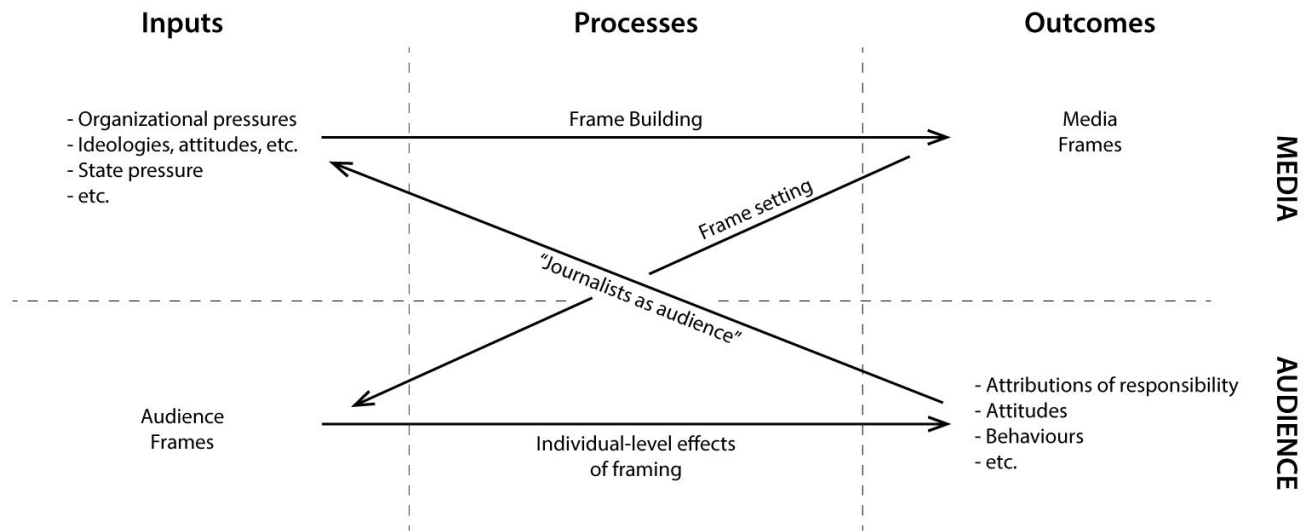 Inputs
Processes
Outcomes
- Organizational pressures
- Ideologies, attitudes, etc.
- State pressure
- etc.
Frame Building
Media
Frames
MEDIA
Frame setting
“Journalists as audience”
Audience
Frames
Individual-level effects
of framing
- Attributions of responsibility
- Attitudes
- Behaviours
- etc.
AUDIENCE